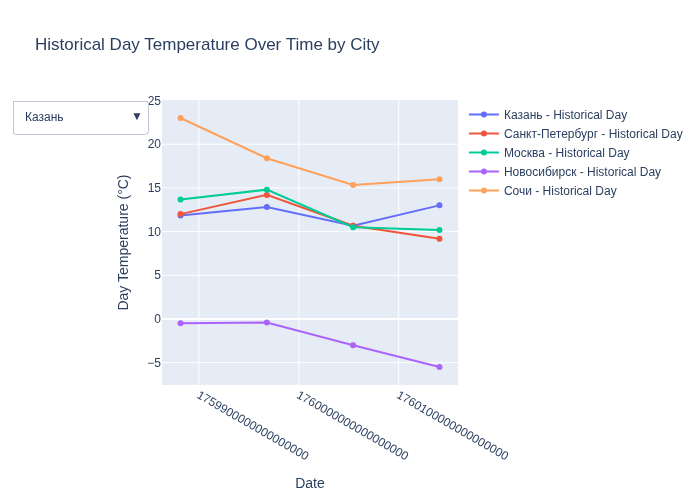 Historical Day Temperature Over Time by City
Казань
▼
25
20
15
10
5
0
−5
Day Temperature (°C)
1759900000000000000
1760000000000000000
1760100000000000000
Date
Казань - Historical Day
Санкт-Петербург - Historical Day
Москва - Historical Day
Новосибирск - Historical Day
Сочи - Historical Day